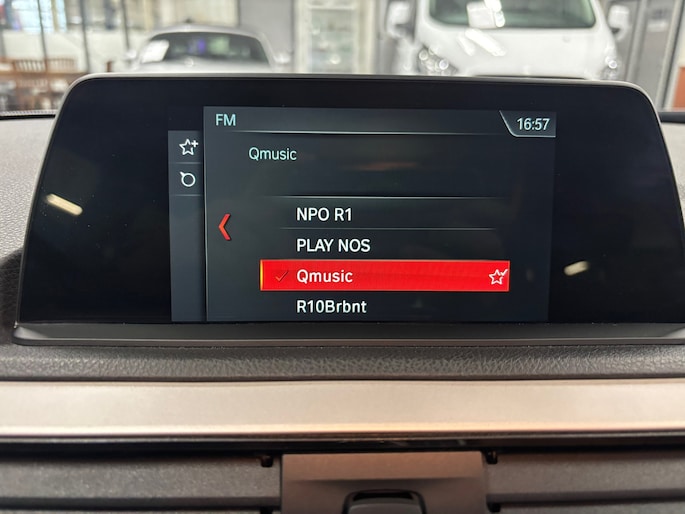 FM
16:57
Qmusic
NPO R1
PLAY NOS
Qmusic
R10Brbnt